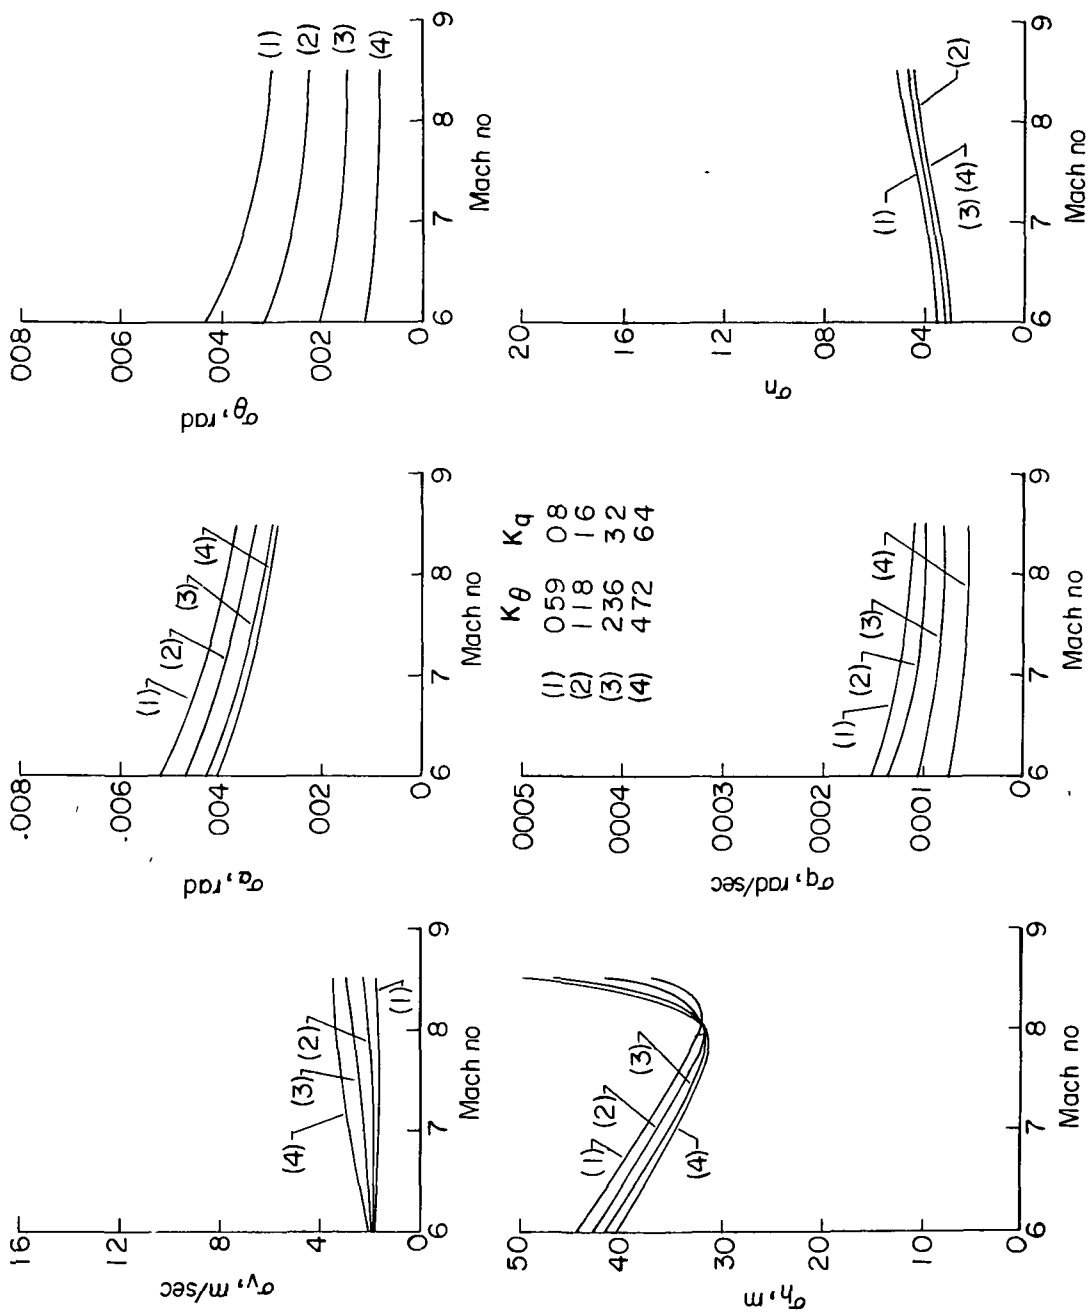 16
12
8
4
0
σv, m/sec
(4)
(3)
(2)
(1)
6 7 8 9
Mach no
.008
006
004
002
0
σα, rad
(1)
(2)
(3)
(4)
6 7 8 9
Mach no
008
006
004
002
0
σθ, rad
(1)
(2)
(3)
(4)
6 7 8 9
Mach no
Kθ Kq
(1) 059 08
(2) 118 16
(3) 236 32
(4) 472 64
50
40
30
20
10
0
σh, m
(1)
(2)
(3)
(4)
6 7 8 9
Mach no
0005
0004
0003
0002
0001
0
σq, rad/sec
(1)
(2)
(3)
(4)
6 7 8 9
Mach no
20
16
12
08
04
0
σn
(1)
(3) (4)
(2)
6 7 8 9
Mach no